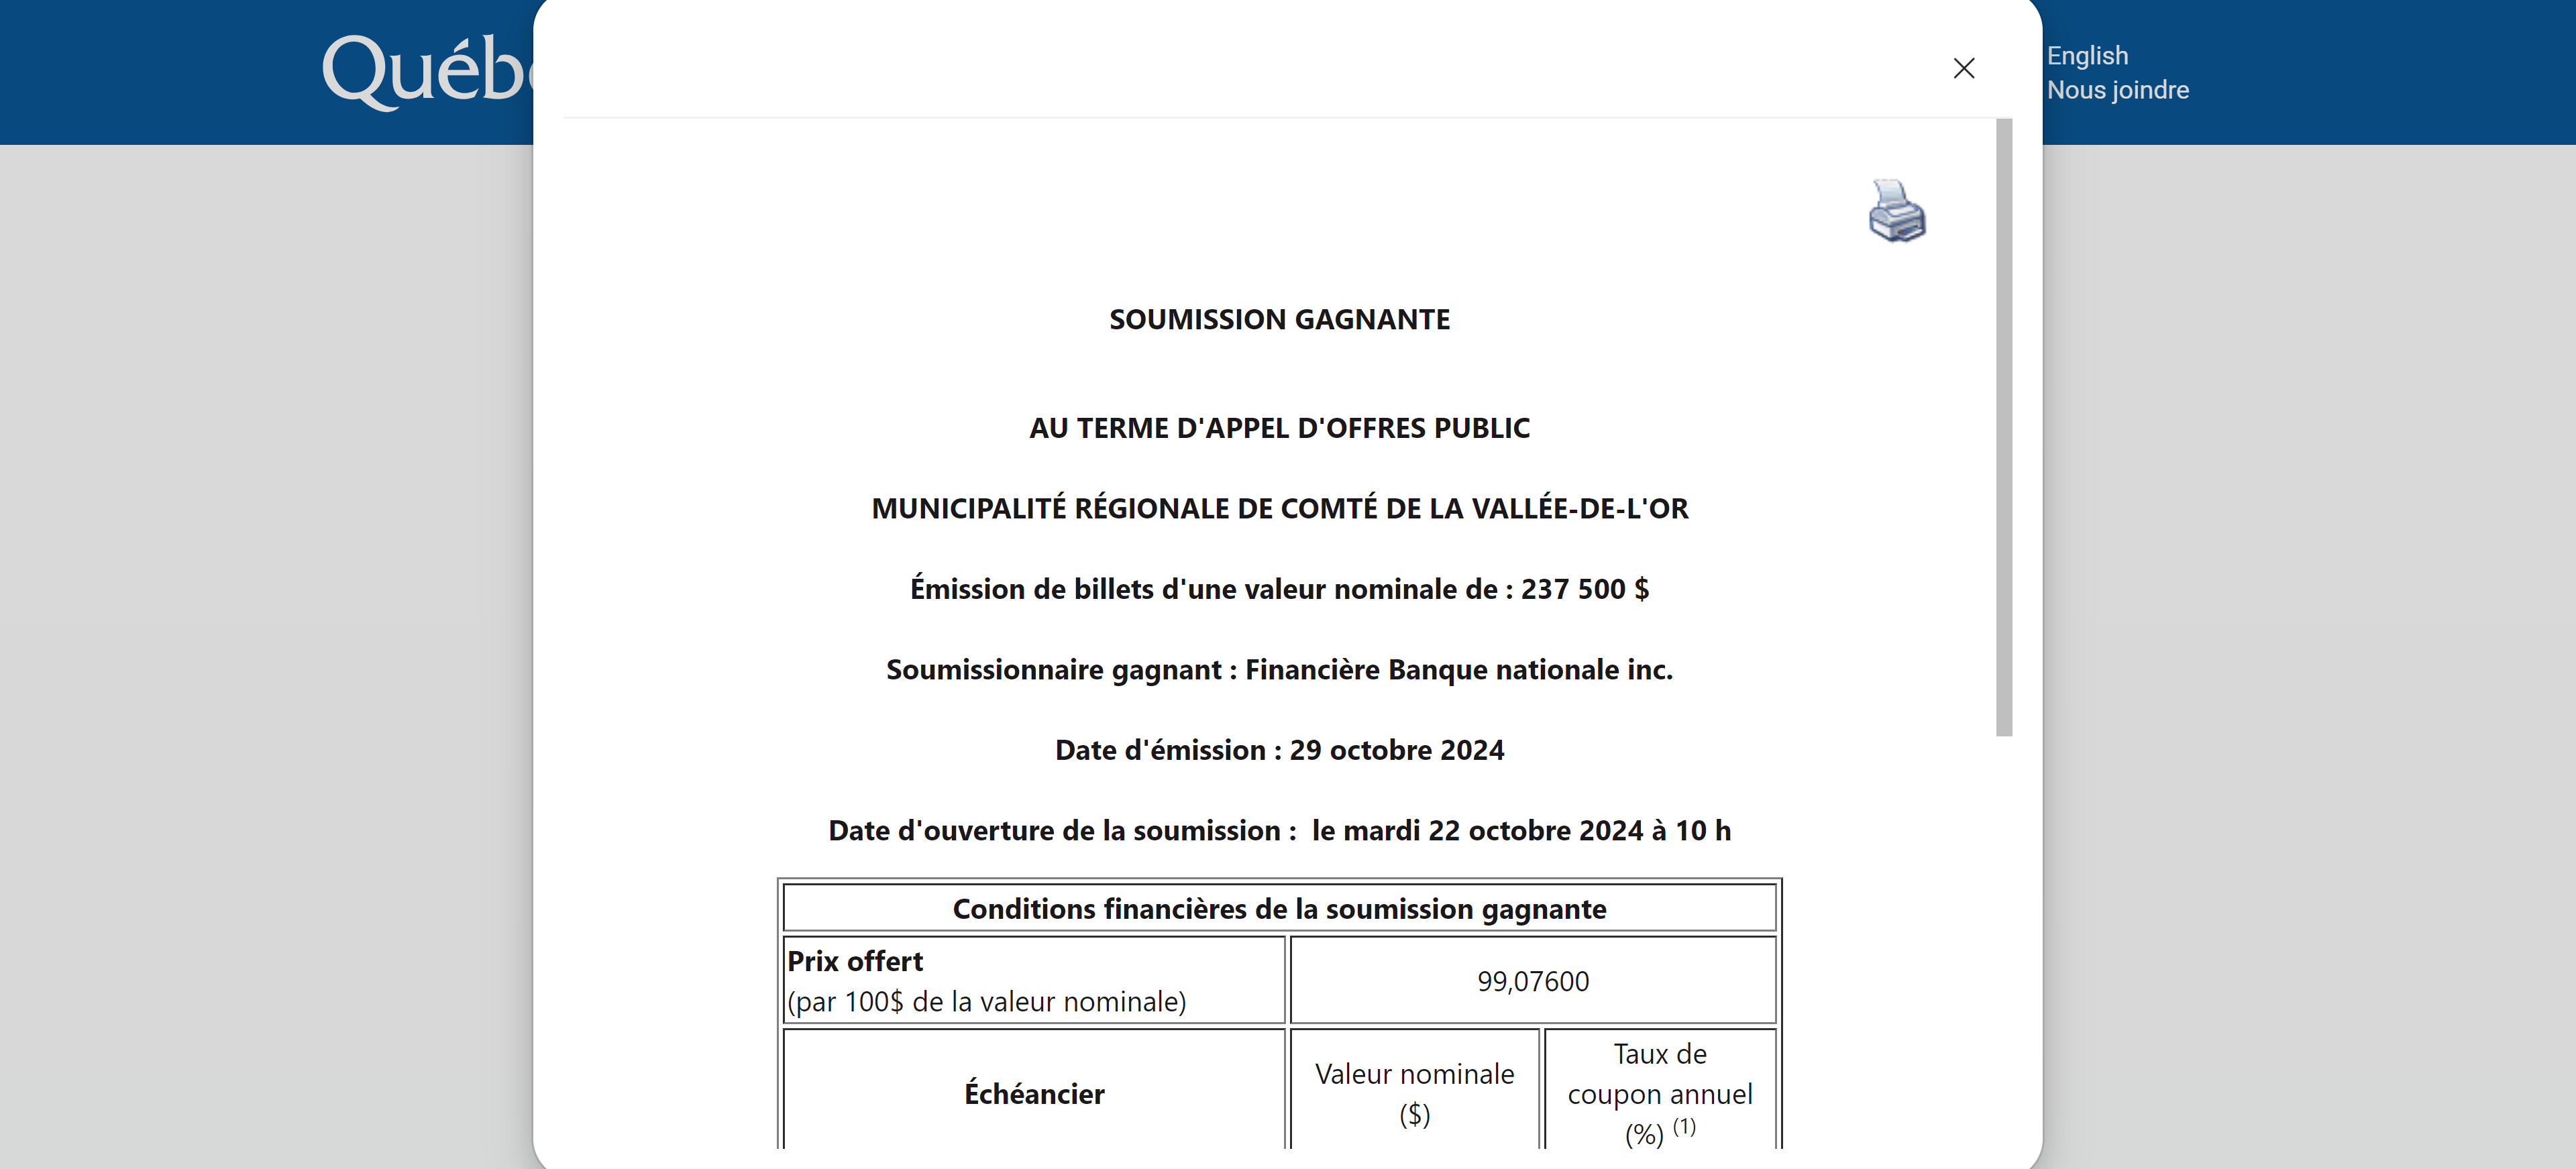 English
Nous joindre
SOUMISSION GAGNANTE
AU TERME D'APPEL D'OFFRES PUBLIC
MUNICIPALITÉ RÉGIONALE DE COMTÉ DE LA VALLÉE-DE-L'OR
Émission de billets d'une valeur nominale de : 237 500 $
Soumissionnaire gagnant : Financière Banque nationale inc.
Date d'émission : 29 octobre 2024
Date d'ouverture de la soumission :  le mardi 22 octobre 2024 à 10 h
Conditions financières de la soumission gagnante
Prix offert
(par 100$ de la valeur nominale)
99,07600
Échéancier
Valeur nominale
($)
Taux de
coupon annuel
(%) (1)